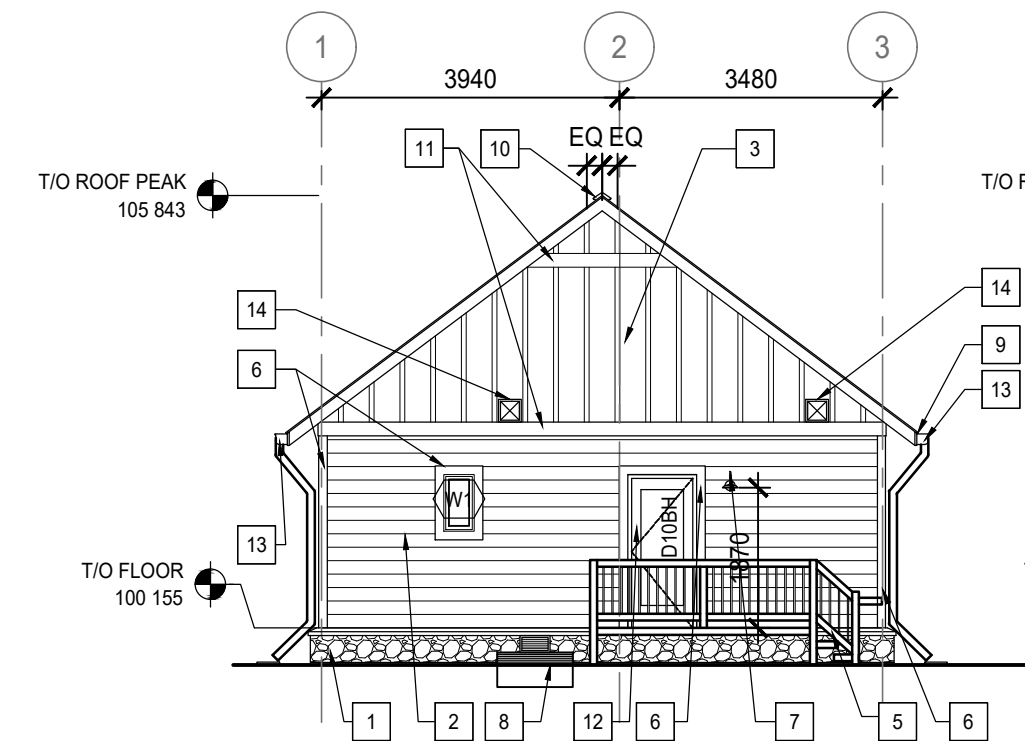 1 2 3
3940 3480
EQ EQ
11 10 3
T/O ROOF PEAK
105 843
T/O F
14 14
9
6 13
W1
D10BH
1870
13
T/O FLOOR
100 155
1 2 8 12 6 7 5 6